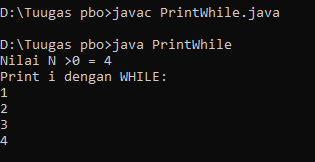 D:\Tuugas pbo>javac PrintWhile.java
D:\Tuugas pbo>java PrintWhile
Nilai N >0 = 4
Print i dengan WHILE:
1
2
3
4